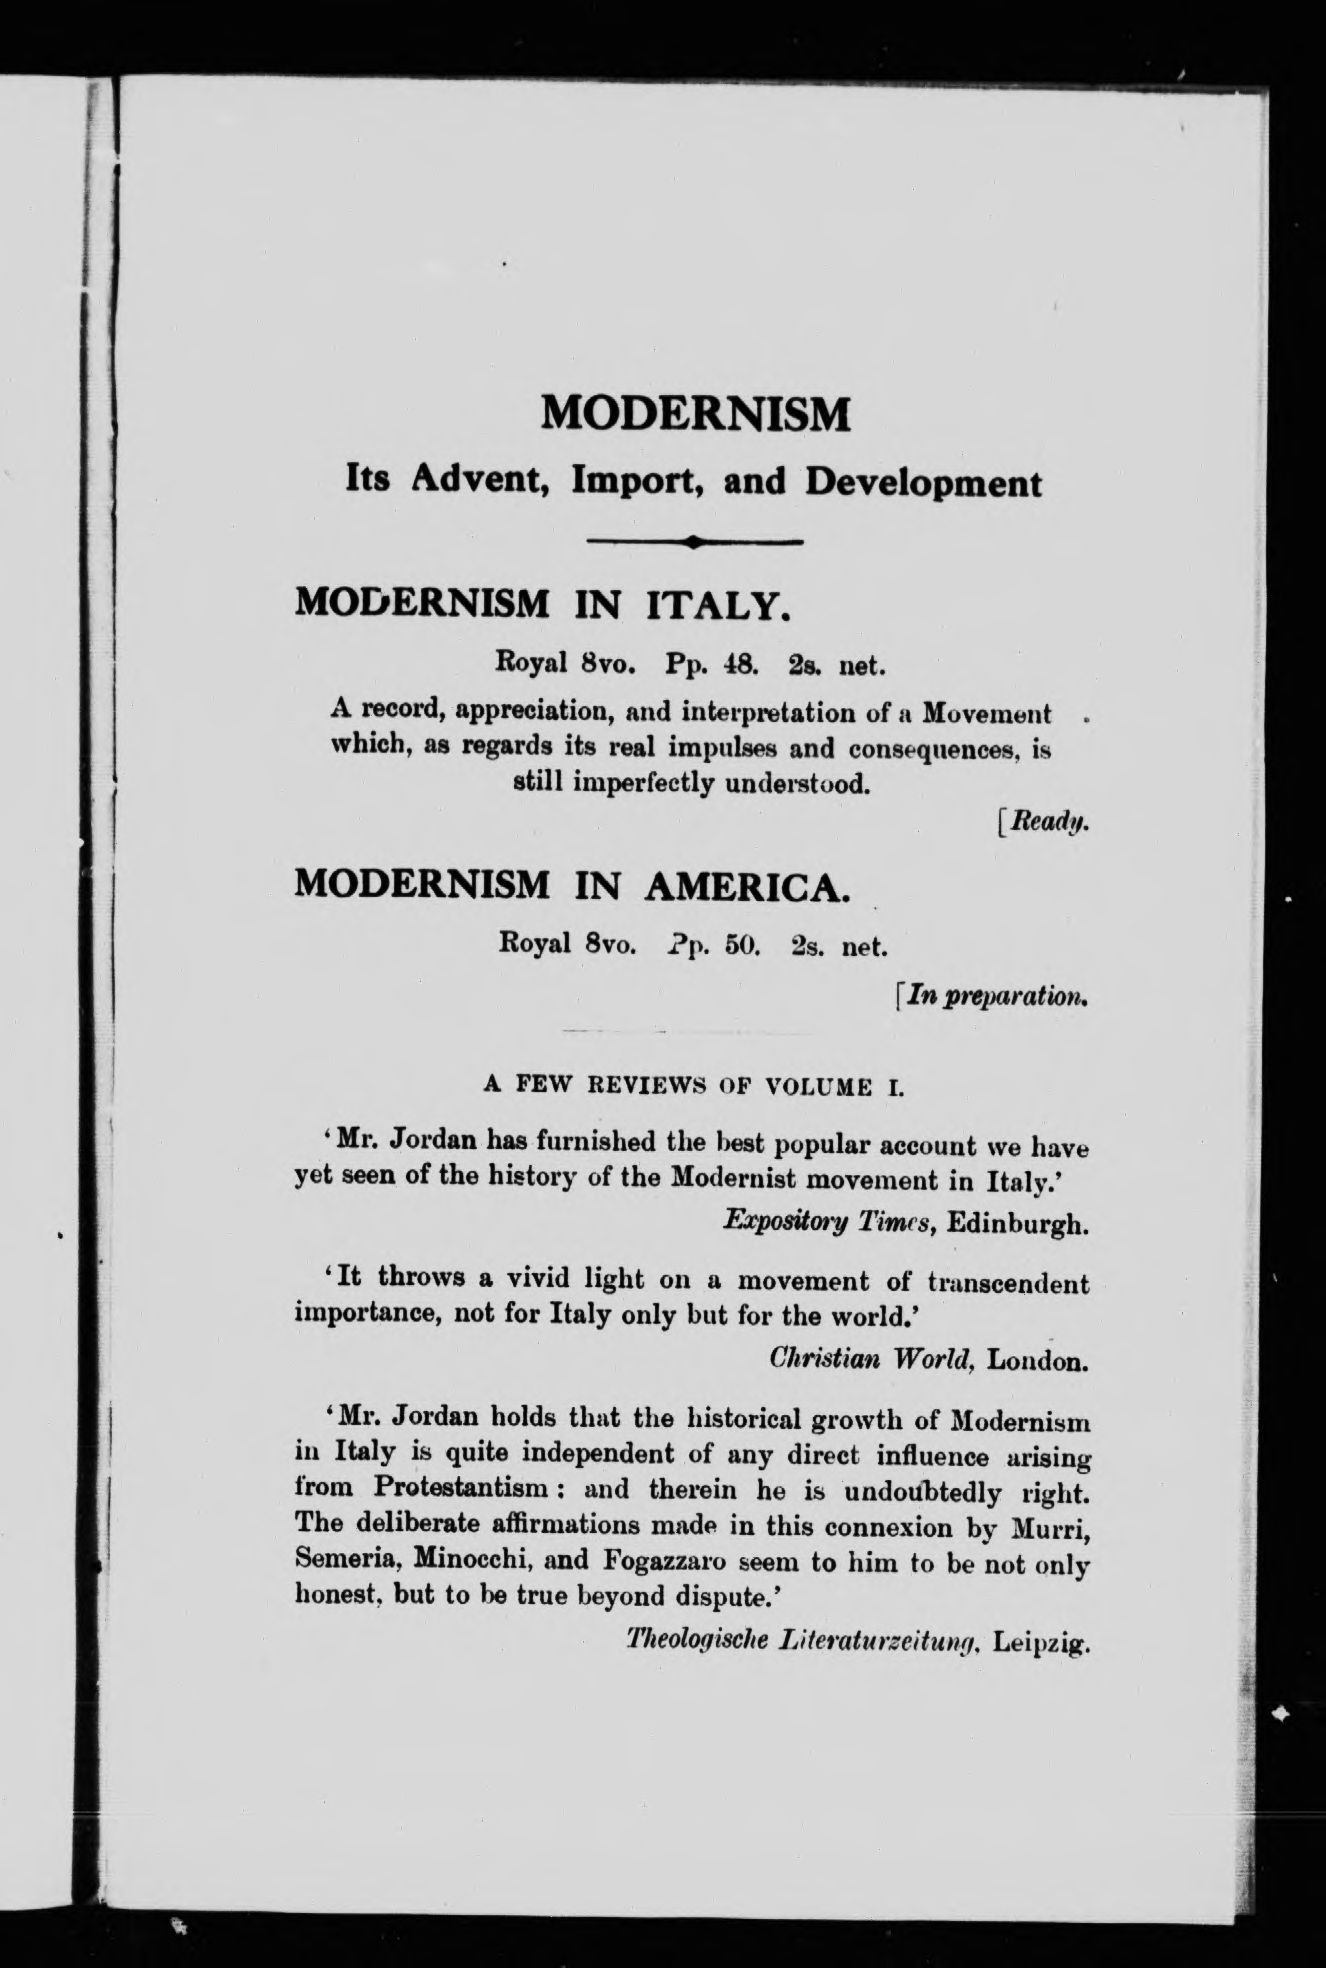 MODERNISM
Its Advent, Import, and Development
MODERNISM IN ITALY.
Royal 8vo. Pp. 48. 2s. net.
A record, appreciation, and interpretation of a Movement
which, as regards its real impulses and consequences, is
still imperfectly understood.
[Ready.
MODERNISM IN AMERICA.
Royal 8vo. Pp. 50. 2s. net.
[In preparation.
A FEW REVIEWS OF VOLUME I.
‘Mr. Jordan has furnished the best popular account we have
yet seen of the history of the Modernist movement in Italy.’
Expository Times, Edinburgh.
‘It throws a vivid light on a movement of transcendent
importance, not for Italy only but for the world.’
Christian World, London.
‘Mr. Jordan holds that the historical growth of Modernism
in Italy is quite independent of any direct influence arising
from Protestantism : and therein he is undoubtedly right.
The deliberate affirmations made in this connexion by Murri,
Semeria, Minocchi, and Fogazzaro seem to him to be not only
honest, but to be true beyond dispute.’
Theologische Literaturzeitung, Leipzig.